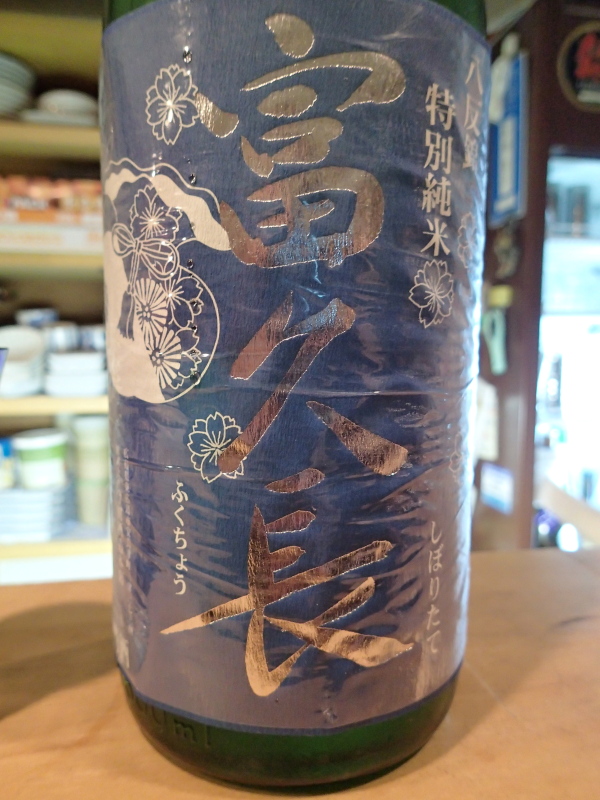 八反錦
特別純米
しぼりたて
富久長
ふくちょう